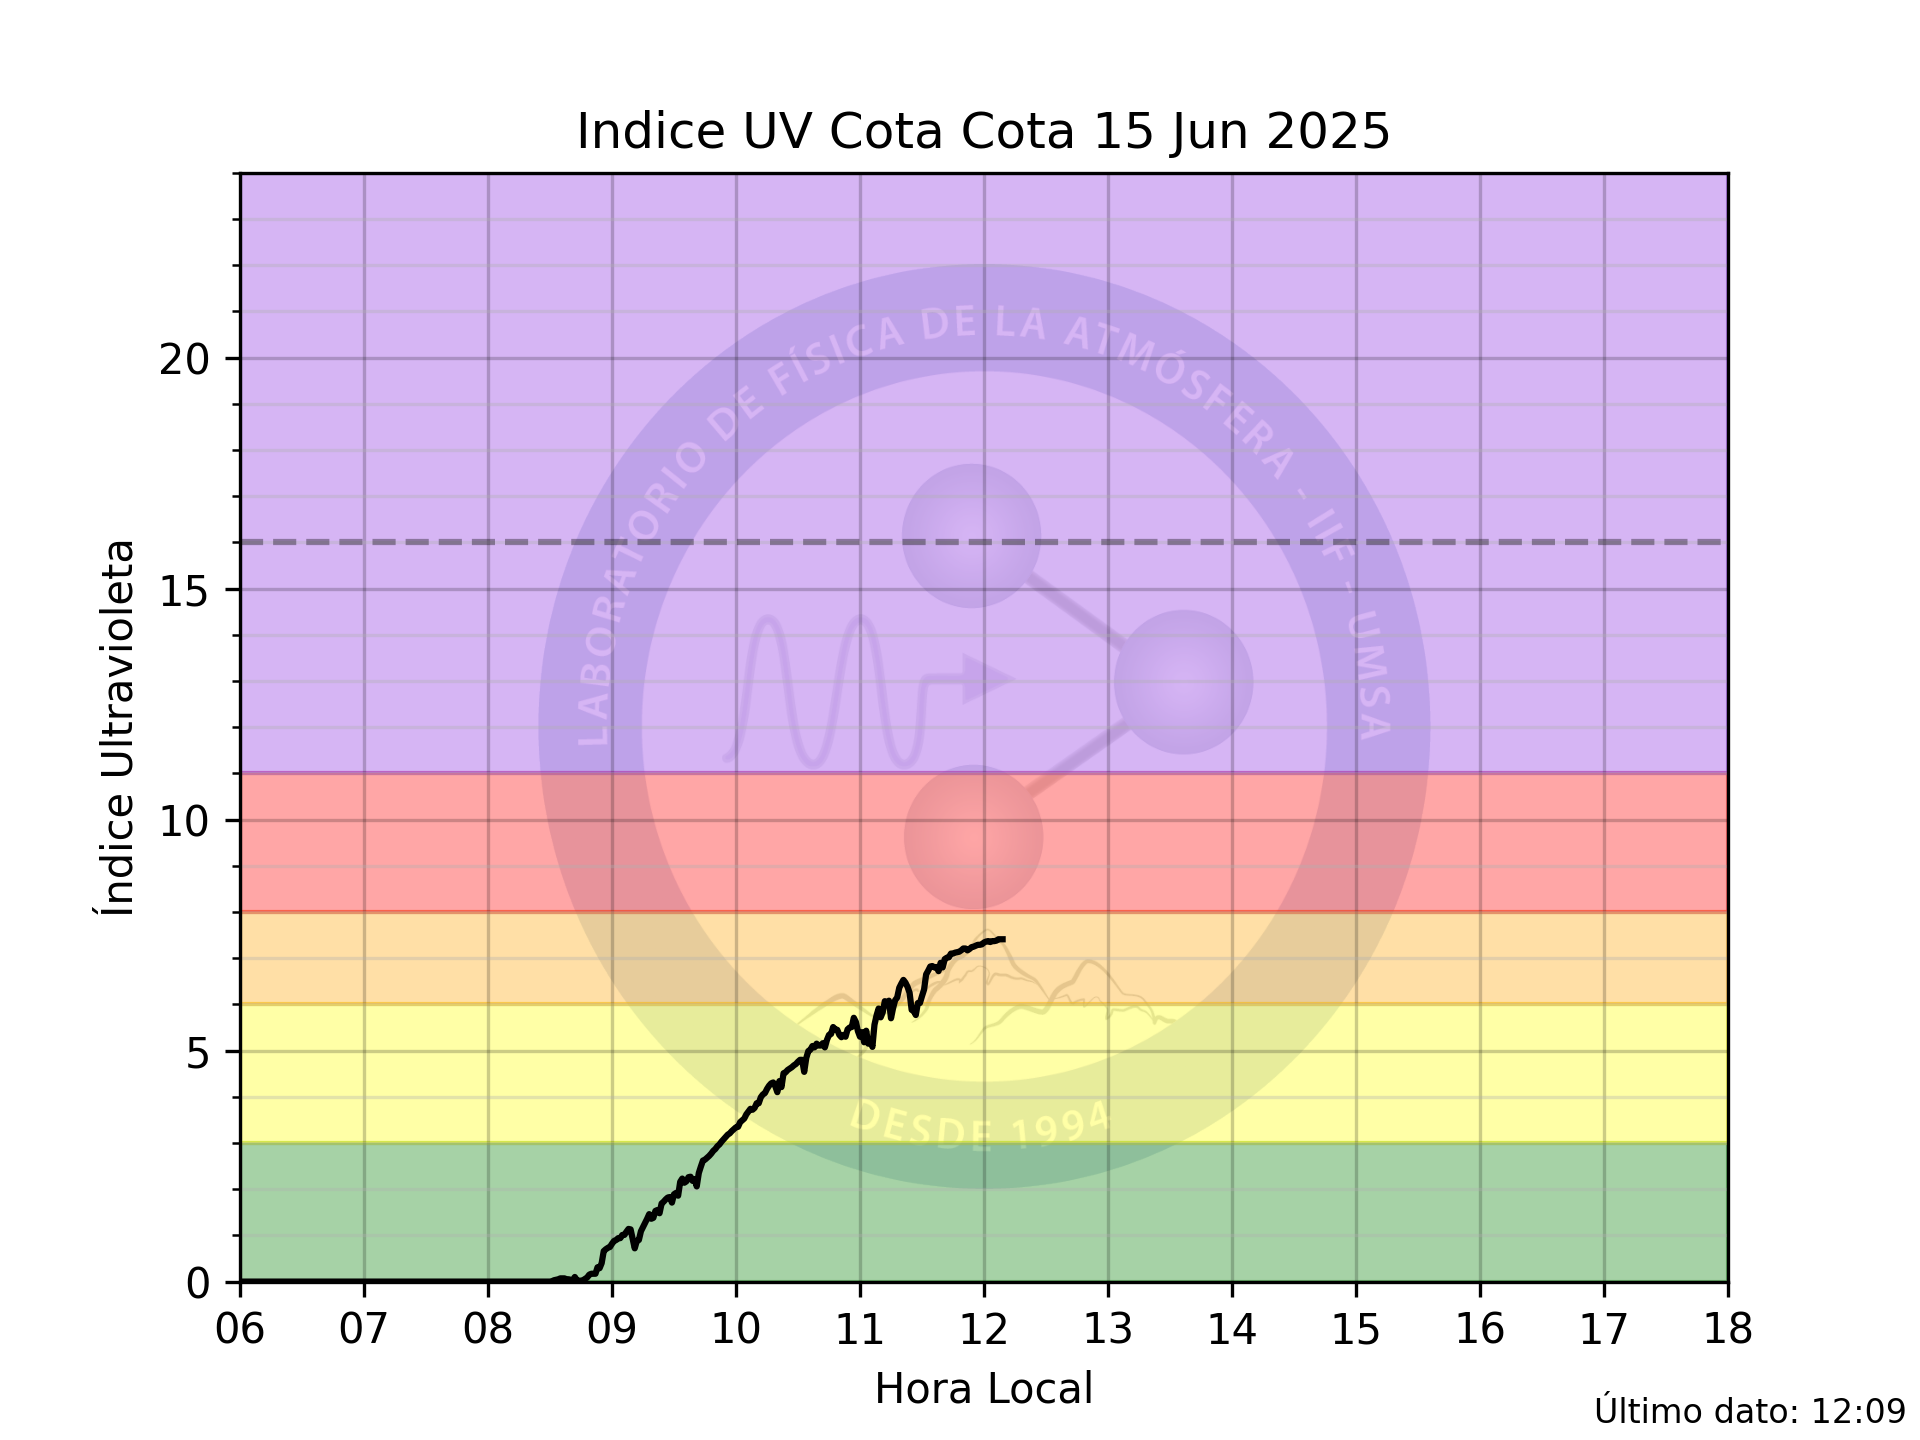 Indice UV Cota Cota 15 Jun 2025
LABORATORIO DE FÍSICA DE LA ATMÓSFERA - IIF - UMSA
DESDE 1994
Índice Ultravioleta
20
15
10
5
0
06 07 08 09 10 11 12 13 14 15 16 17 18
Hora Local
Último dato: 12:09